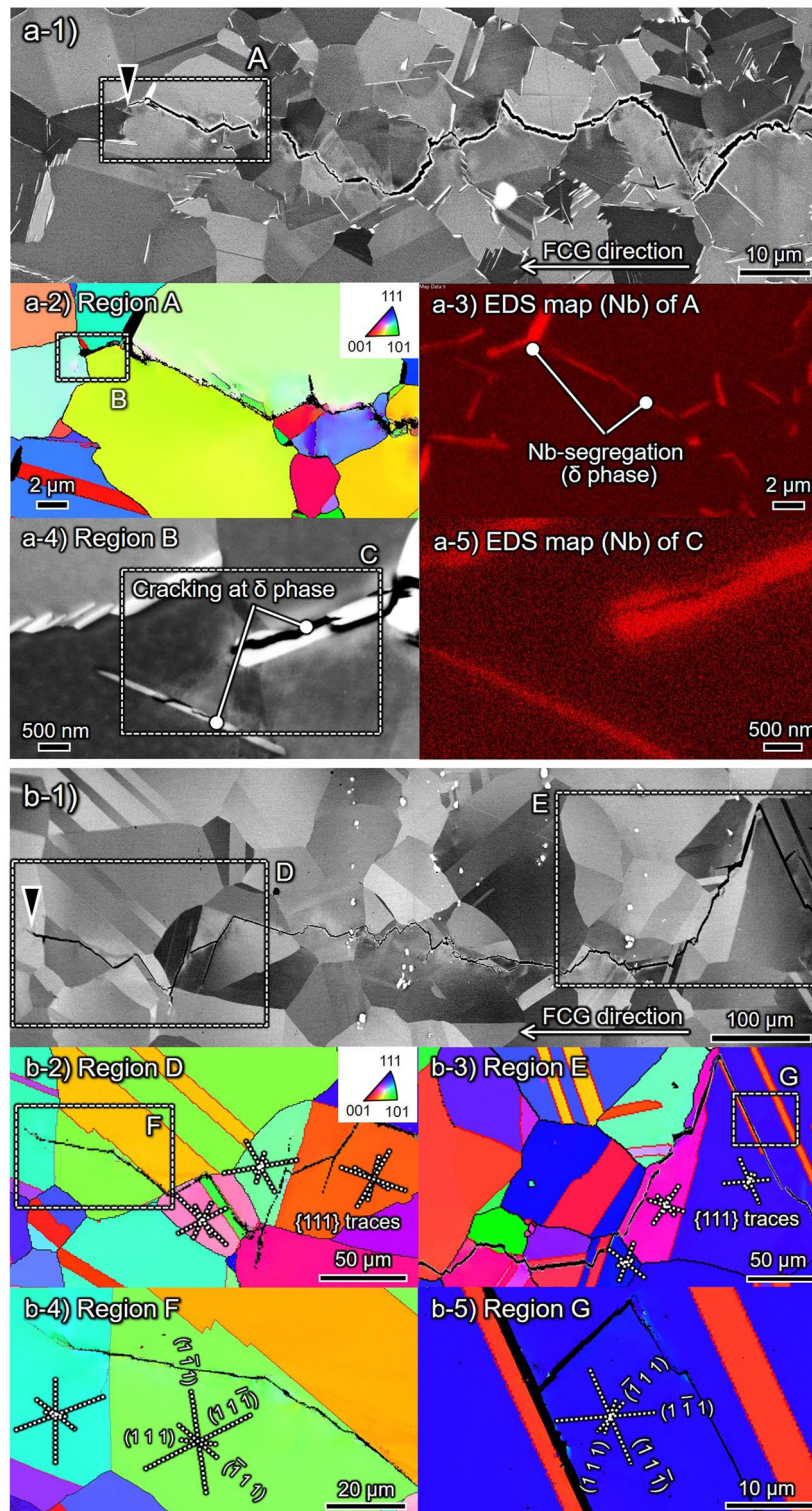 a-1)
A
FCG direction
10 µm
a-2) Region A
111
001 101
B
2 µm
Map Data 5
a-3) EDS map (Nb) of A
Nb-segregation
(δ phase)
2 µm
a-4) Region B
C
Cracking at δ phase
500 nm
a-5) EDS map (Nb) of C
500 nm
b-1)
E
D
FCG direction
100 µm
b-2) Region D
111
001 101
F
{111} traces
50 µm
b-3) Region E
G
{111} traces
50 µm
b-4) Region F
(1 1̄ 1)
(1 1 1̄)
(1 1 1)
(1̄ 1 1)
20 µm
b-5) Region G
(1̄ 1 1)
(1 1̄ 1)
(1 1 1)
(1 1 1̄)
10 µm